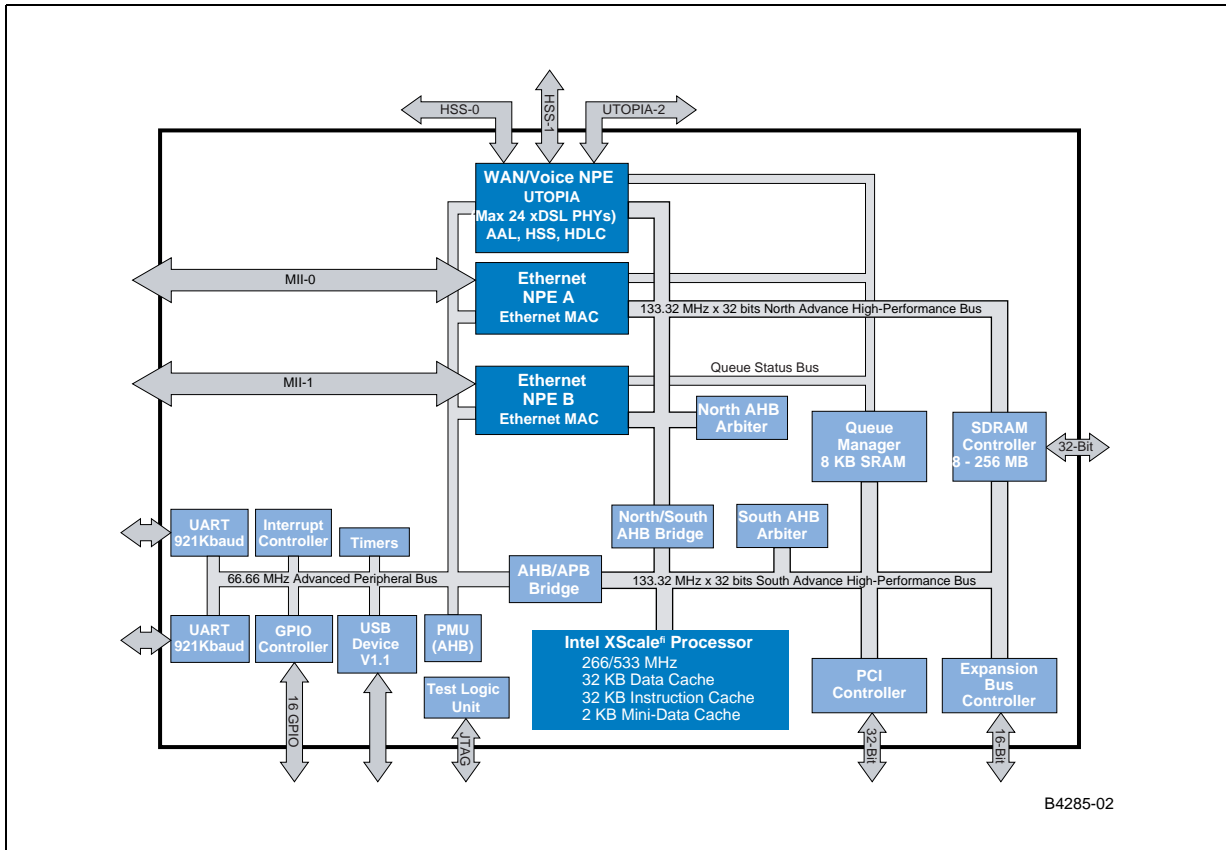 HSS-0
HSS-1
UTOPIA-2
WAN/Voice NPE
UTOPIA
(Max 24 xDSL PHYs)
AAL, HSS, HDLC
MII-0
Ethernet
NPE A
Ethernet MAC
133.32 MHz x 32 bits North Advance High-Performance Bus
MII-1
Ethernet
NPE B
Ethernet MAC
Queue Status Bus
North AHB
Arbiter
Queue
Manager
8 KB SRAM
SDRAM
Controller
8 - 256 MB
32-Bit
UART
921Kbaud
Interrupt
Controller
Timers
North/South
AHB Bridge
South AHB
Arbiter
66.66 MHz Advanced Peripheral Bus
AHB/APB
Bridge
133.32 MHz x 32 bits South Advance High-Performance Bus
UART
921Kbaud
GPIO
Controller
USB
Device
V1.1
PMU
(AHB)
Intel XScaleﬁ Processor
266/533 MHz
32 KB Data Cache
32 KB Instruction Cache
2 KB Mini-Data Cache
Test Logic
Unit
PCI
Controller
Expansion
Bus
Controller
16 GPIO
JTAG
32-Bit
16-Bit
B4285-02